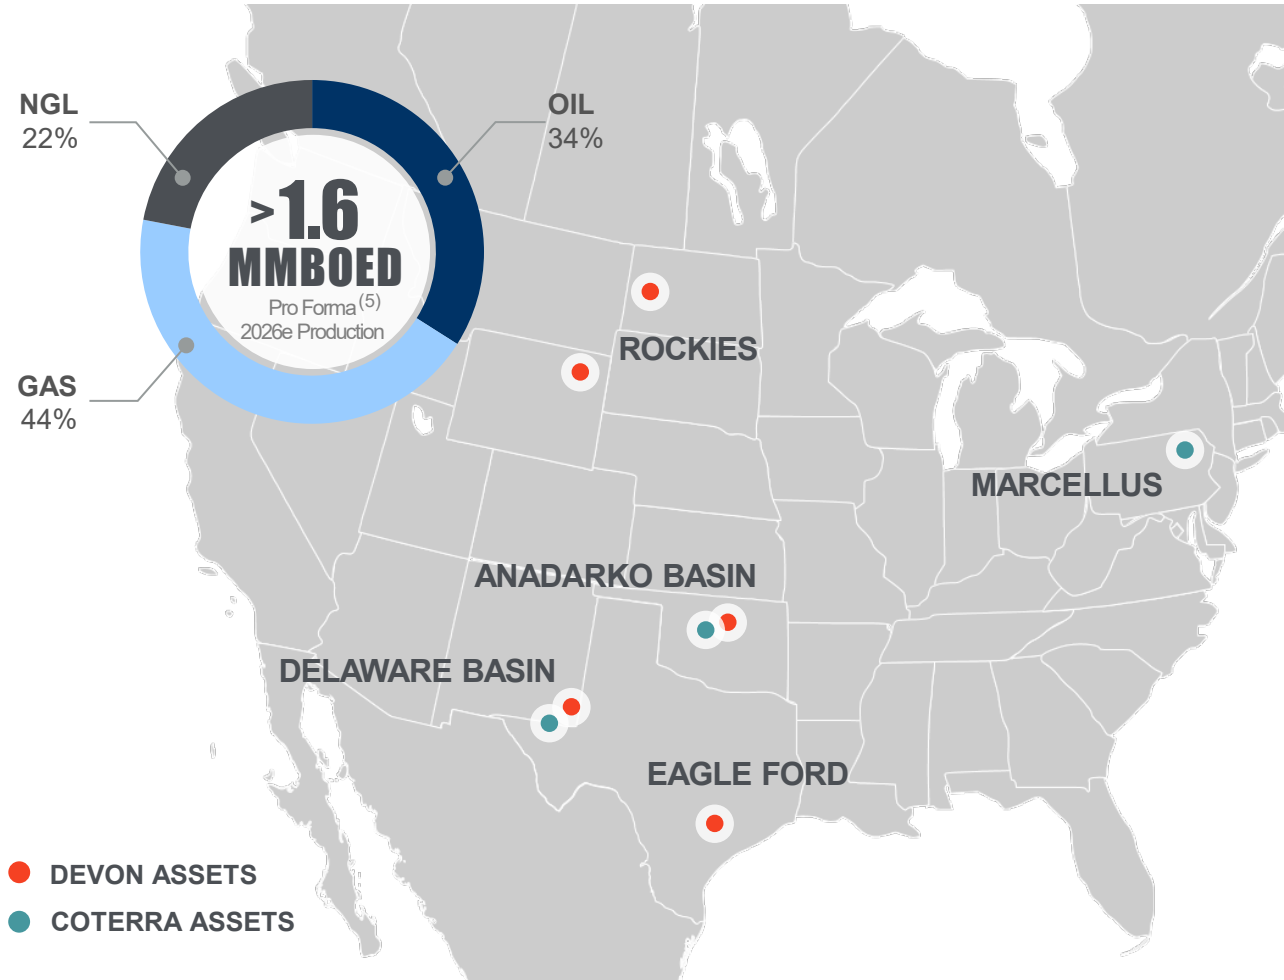 NGL
22%
OIL
34%
>1.6
MMBOED
Pro Forma (5)
2026e Production
GAS
44%
ROCKIES
MARCELLUS
ANADARKO BASIN
DELAWARE BASIN
EAGLE FORD
DEVON ASSETS
COTERRA ASSETS